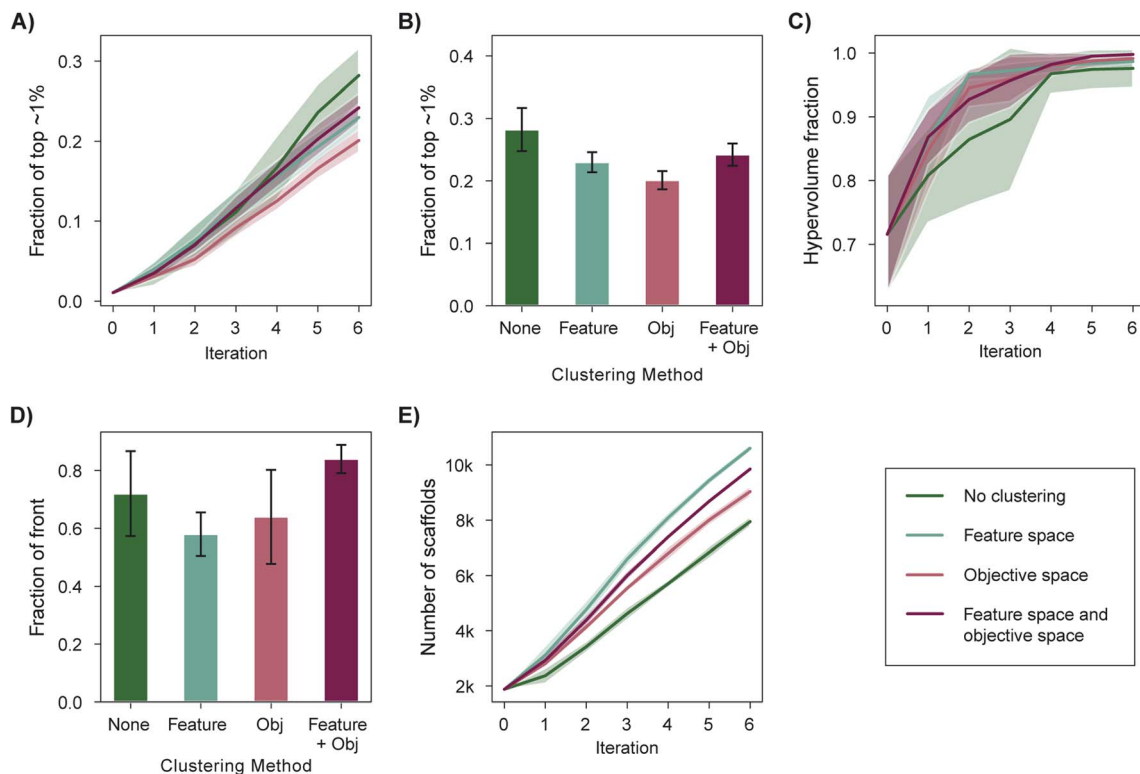 A)
Fraction of top ~1%
0.3
0.2
0.1
0.0
0 1 2 3 4 5 6
Iteration
B)
Fraction of top ~1%
0.4
0.3
0.2
0.1
0.0
None Feature Obj Feature
+ Obj
Clustering Method
C)
Hypervolume fraction
1.0
0.9
0.8
0.7
0 1 2 3 4 5 6
Iteration
D)
Fraction of front
0.8
0.6
0.4
0.2
0.0
None Feature Obj Feature
+ Obj
Clustering Method
E)
Number of scaffolds
10k
8k
6k
4k
2k
0 1 2 3 4 5 6
Iteration
No clustering
Feature space
Objective space
Feature space and
objective space